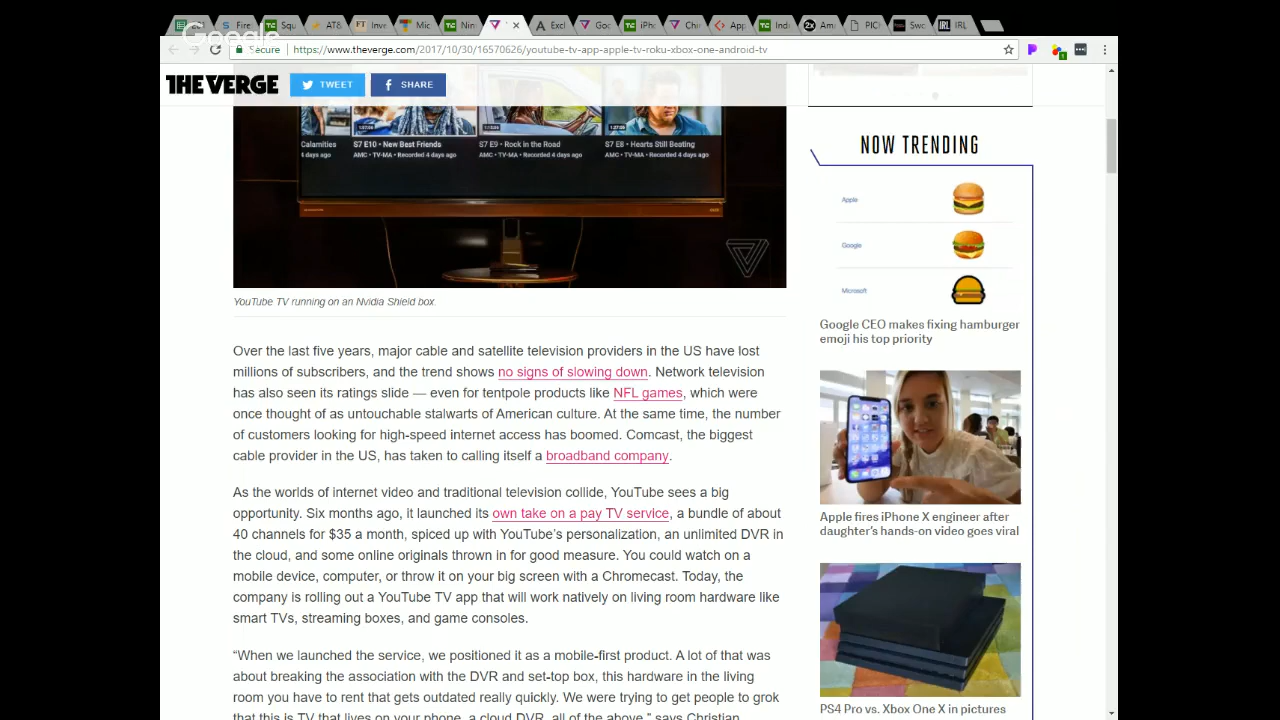 Fire
Squ
AT&
FT
Inve
Mic
Nin
Excl
Goo
iPho
Chi
App
Indi
2X
Ama
PIC
Swc
IRL
IRL
Google
Secure
https://www.theverge.com/2017/10/30/16570626/youtube-tv-app-apple-tv-roku-xbox-one-android-tv
THE VERGE
TWEET
SHARE
Calamities
4 days ago
S7 E10 • New Best Friends
AMC • TV-MA • Recorded 4 days ago
S7 E9 • Rock in the Road
AMC • TV-MA • Recorded 4 days ago
S7 E8 • Hearts Still Beating
AMC • TV-MA • Recorded 4 days ago
YouTube TV running on an Nvidia Shield box.
Over the last five years, major cable and satellite television providers in the US have lost
millions of subscribers, and the trend shows no signs of slowing down. Network television
has also seen its ratings slide — even for tentpole products like NFL games, which were
once thought of as untouchable stalwarts of American culture. At the same time, the number
of customers looking for high-speed internet access has boomed. Comcast, the biggest
cable provider in the US, has taken to calling itself a broadband company.
As the worlds of internet video and traditional television collide, YouTube sees a big
opportunity. Six months ago, it launched its own take on a pay TV service, a bundle of about
40 channels for $35 a month, spiced up with YouTube's personalization, an unlimited DVR in
the cloud, and some online originals thrown in for good measure. You could watch on a
mobile device, computer, or throw it on your big screen with a Chromecast. Today, the
company is rolling out a YouTube TV app that will work natively on living room hardware like
smart TVs, streaming boxes, and game consoles.
“When we launched the service, we positioned it as a mobile-first product. A lot of that was
about breaking the association with the DVR and set-top box, this hardware in the living
room you have to rent that gets outdated really quickly. We were trying to get people to grok
that this is TV that lives on your phone, a cloud DVR, all of the above,” says Christian
NOW TRENDING
Apple
Google
Microsoft
Google CEO makes fixing hamburger
emoji his top priority
Apple fires iPhone X engineer after
daughter's hands-on video goes viral
PS4 Pro vs. Xbox One X in pictures